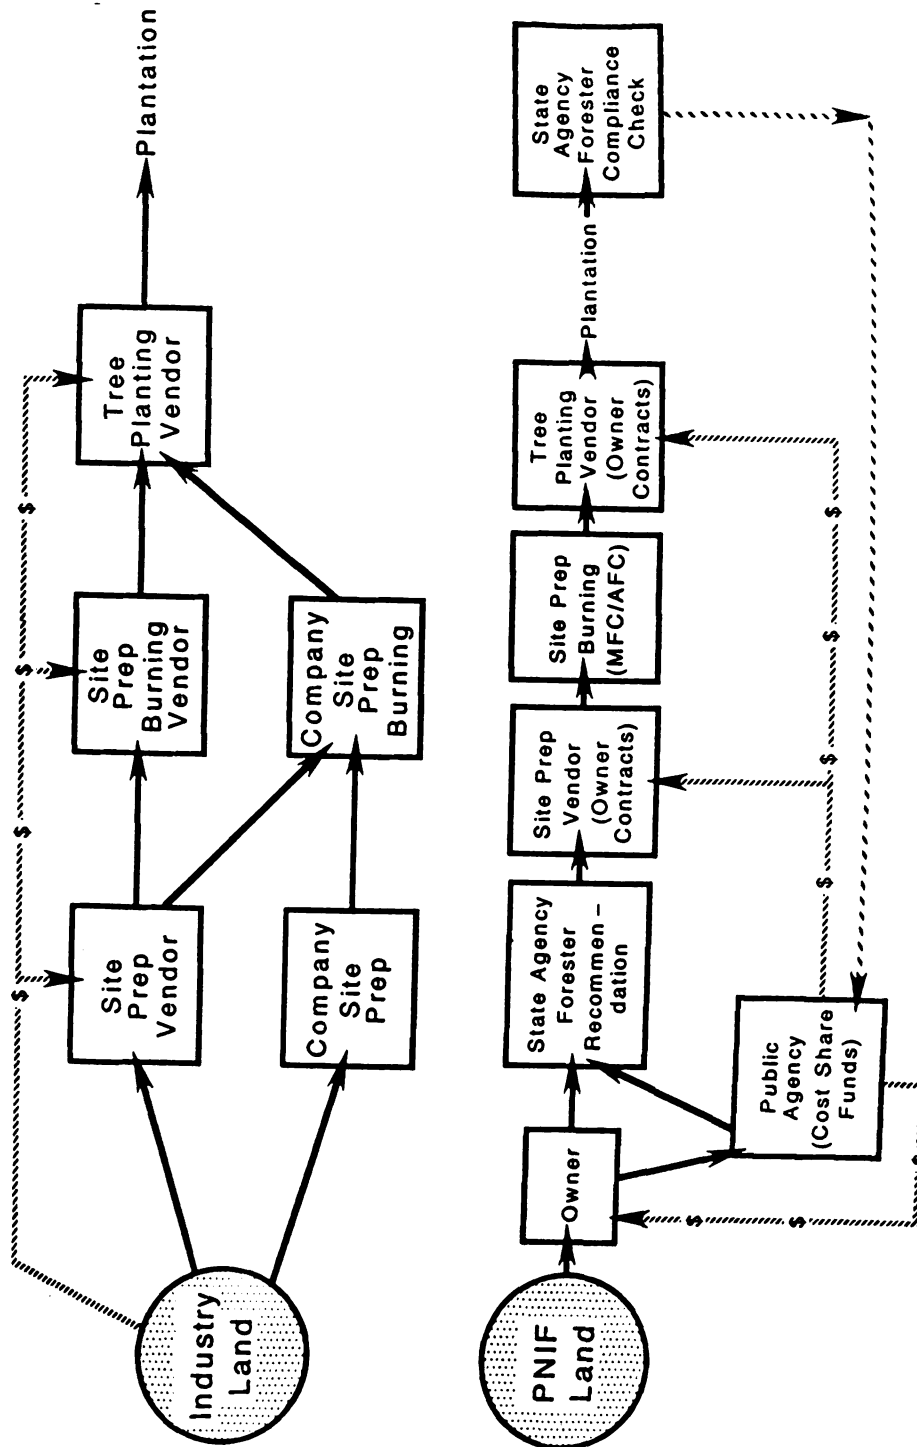 Industry
Land
$
$
$
Site
Prep
Vendor
Company
Site
Prep
Site
Prep
Burning
Vendor
Company
Site
Prep
Burning
Tree
Planting
Vendor
Plantation
PNIF
Land
Owner
Public
Agency
(Cost Share
Funds)
State Agency
Forester
Recommen –
dation
Site Prep
Vendor
(Owner
Contracts)
Site Prep
Burning
(MFC/AFC)
Tree
Planting
Vendor
(Owner
Contracts)
Plantation
State
Agency
Forester
Compliance
Check
$
$
$
$
$
$
$